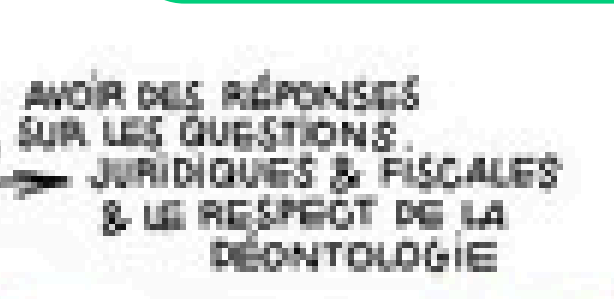 AVOIR DES RÉPONSES
SUR LES QUESTIONS
JURIDIQUES & FISCALES
& LE RESPECT DE LA
DÉONTOLOGIE